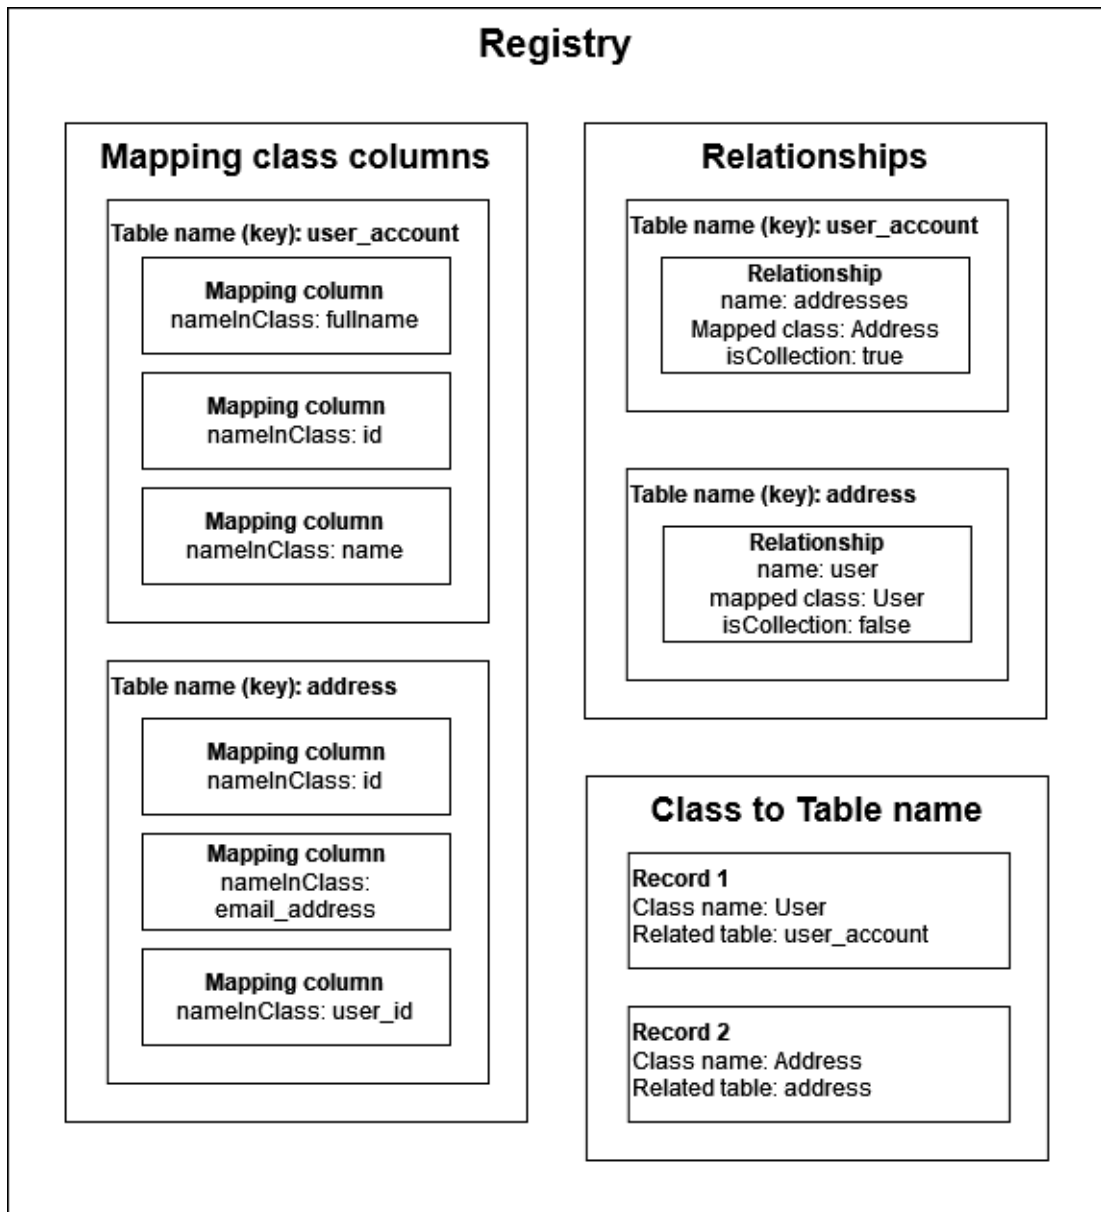 Registry
Mapping class columns
Table name (key): user_account
Mapping column
nameInClass: fullname
Mapping column
nameInClass: id
Mapping column
nameInClass: name
Table name (key): address
Mapping column
nameInClass: id
Mapping column
nameInClass:
email_address
Mapping column
nameInClass: user_id
Relationships
Table name (key): user_account
Relationship
name: addresses
Mapped class: Address
isCollection: true
Table name (key): address
Relationship
name: user
mapped class: User
isCollection: false
Class to Table name
Record 1
Class name: User
Related table: user_account
Record 2
Class name: Address
Related table: address